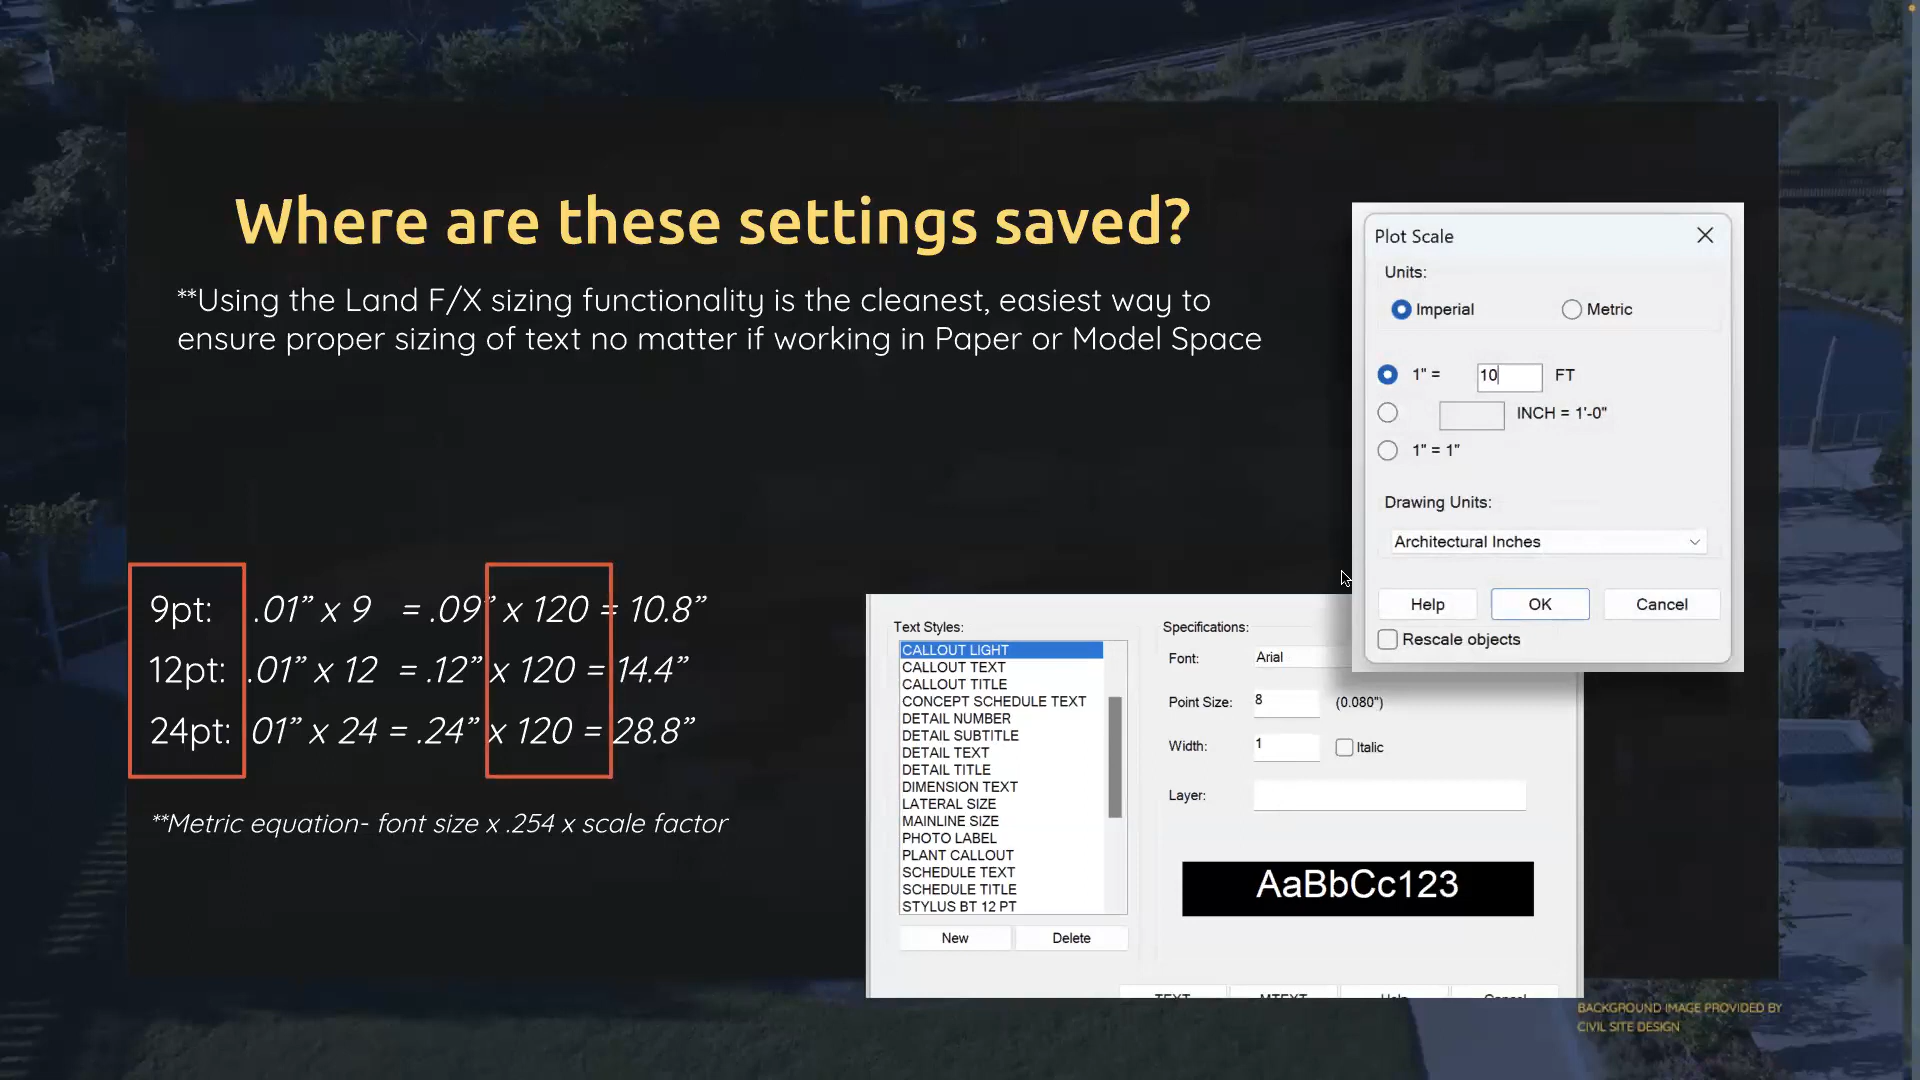 Where are these settings saved?
**Using the Land F/X sizing functionality is the cleanest, easiest way to
ensure proper sizing of text no matter if working in Paper or Model Space
9pt: .01” x 9 = .09” x 120 = 10.8”
12pt: .01” x 12 = .12” x 120 = 14.4”
24pt: 01” x 24 = .24” x 120 = 28.8”
**Metric equation- font size x .254 x scale factor
Plot Scale
Units:
Imperial Metric
1" = 10 FT
INCH = 1'-0"
1" = 1"
Drawing Units:
Architectural Inches
Help OK Cancel
Rescale objects
Text Styles:
CALLOUT LIGHT
CALLOUT TEXT
CALLOUT TITLE
CONCEPT SCHEDULE TEXT
DETAIL NUMBER
DETAIL SUBTITLE
DETAIL TEXT
DETAIL TITLE
DIMENSION TEXT
LATERAL SIZE
MAINLINE SIZE
PHOTO LABEL
PLANT CALLOUT
SCHEDULE TEXT
SCHEDULE TITLE
STYLUS BT 12 PT
New Delete
Specifications:
Font: Arial
Point Size: 8 (0.080")
Width: 1 Italic
Layer:
AaBbCc123
TEXT MTEXT Help Cancel
BACKGROUND IMAGE PROVIDED BY
CIVIL SITE DESIGN